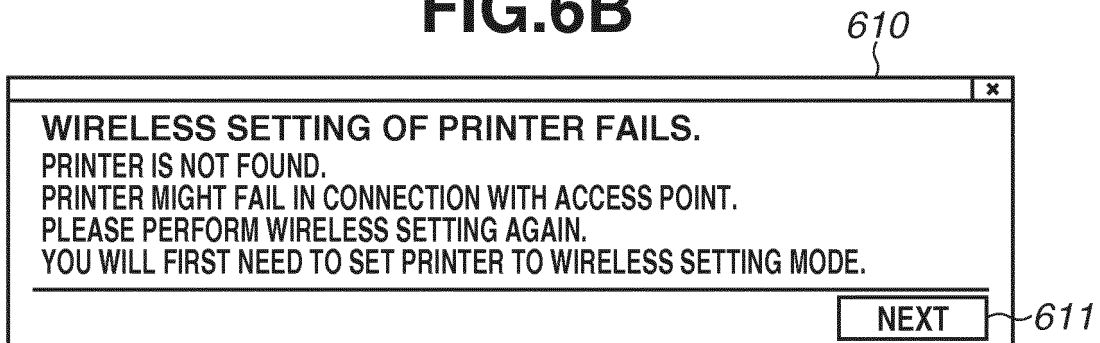 FIG.6B
610
×
WIRELESS SETTING OF PRINTER FAILS.
PRINTER IS NOT FOUND.
PRINTER MIGHT FAIL IN CONNECTION WITH ACCESS POINT.
PLEASE PERFORM WIRELESS SETTING AGAIN.
YOU WILL FIRST NEED TO SET PRINTER TO WIRELESS SETTING MODE.
NEXT 611